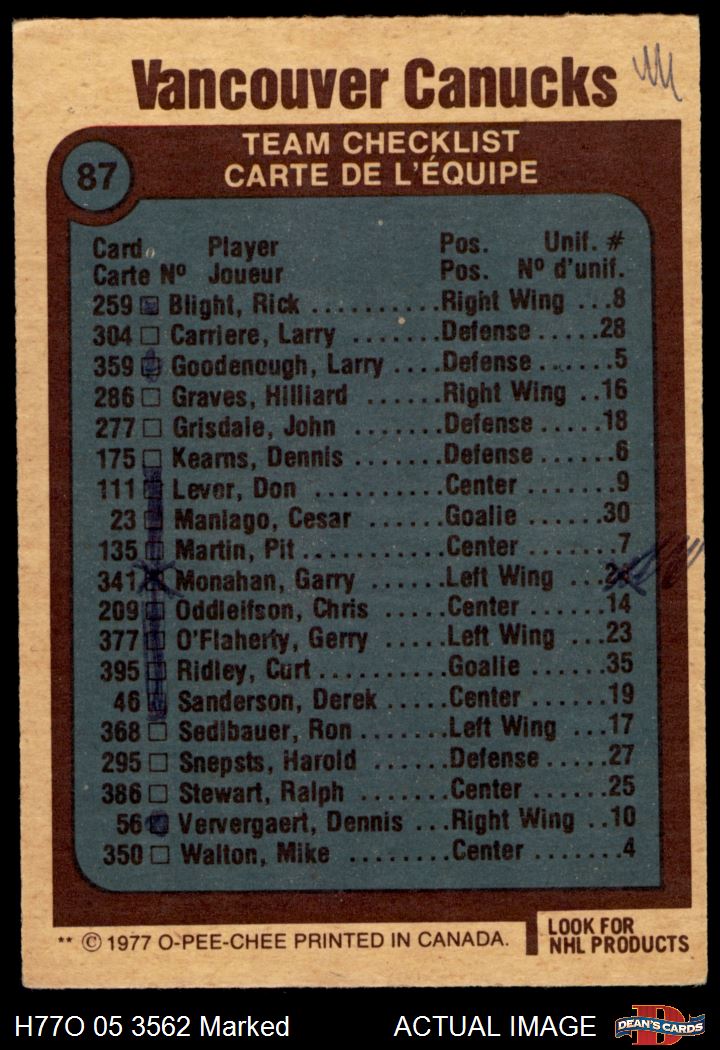 Vancouver Canucks
87
TEAM CHECKLIST
CARTE DE L'ÉQUIPE
Card Player Pos. Unif. #
Carte Nº Joueur Pos. Nº d'unif.
259 □ Blight, Rick ........... Right Wing ...8
304 □ Carriere, Larry ........ Defense ......28
359 □ Goodenough, Larry .... Defense .......5
286 □ Graves, Hilliard ...... Right Wing ..16
277 □ Grisdale, John ........ Defense ......18
175 □ Kearns, Dennis ....... Defense ......6
111 □ Lever, Don .......... Center .......9
23 □ Maniago, Cesar ...... Goalie .......30
135 □ Martin, Pit ........... Center .......7
341 □ Monahan, Garry ...... Left Wing ...
209 □ Oddleifson, Chris ..... Center .......14
377 □ O'Flaherty, Gerry .... Left Wing ...23
395 □ Ridley, Curt .......... Goalie ......35
46 □ Sanderson, Derek ..... Center .......19
368 □ Sedlbauer, Ron ....... Left Wing ...17
295 □ Snepsts, Harold ...... Defense ......27
386 □ Stewart, Ralph ....... Center .......25
56 □ Ververgaert, Dennis ... Right Wing ..10
350 □ Walton, Mike ........ Center .......4
** © 1977 O-PEE-CHEE PRINTED IN CANADA.
LOOK FOR
NHL PRODUCTS
H77O 05 3562 Marked ACTUAL IMAGE DEAN'S CARDS